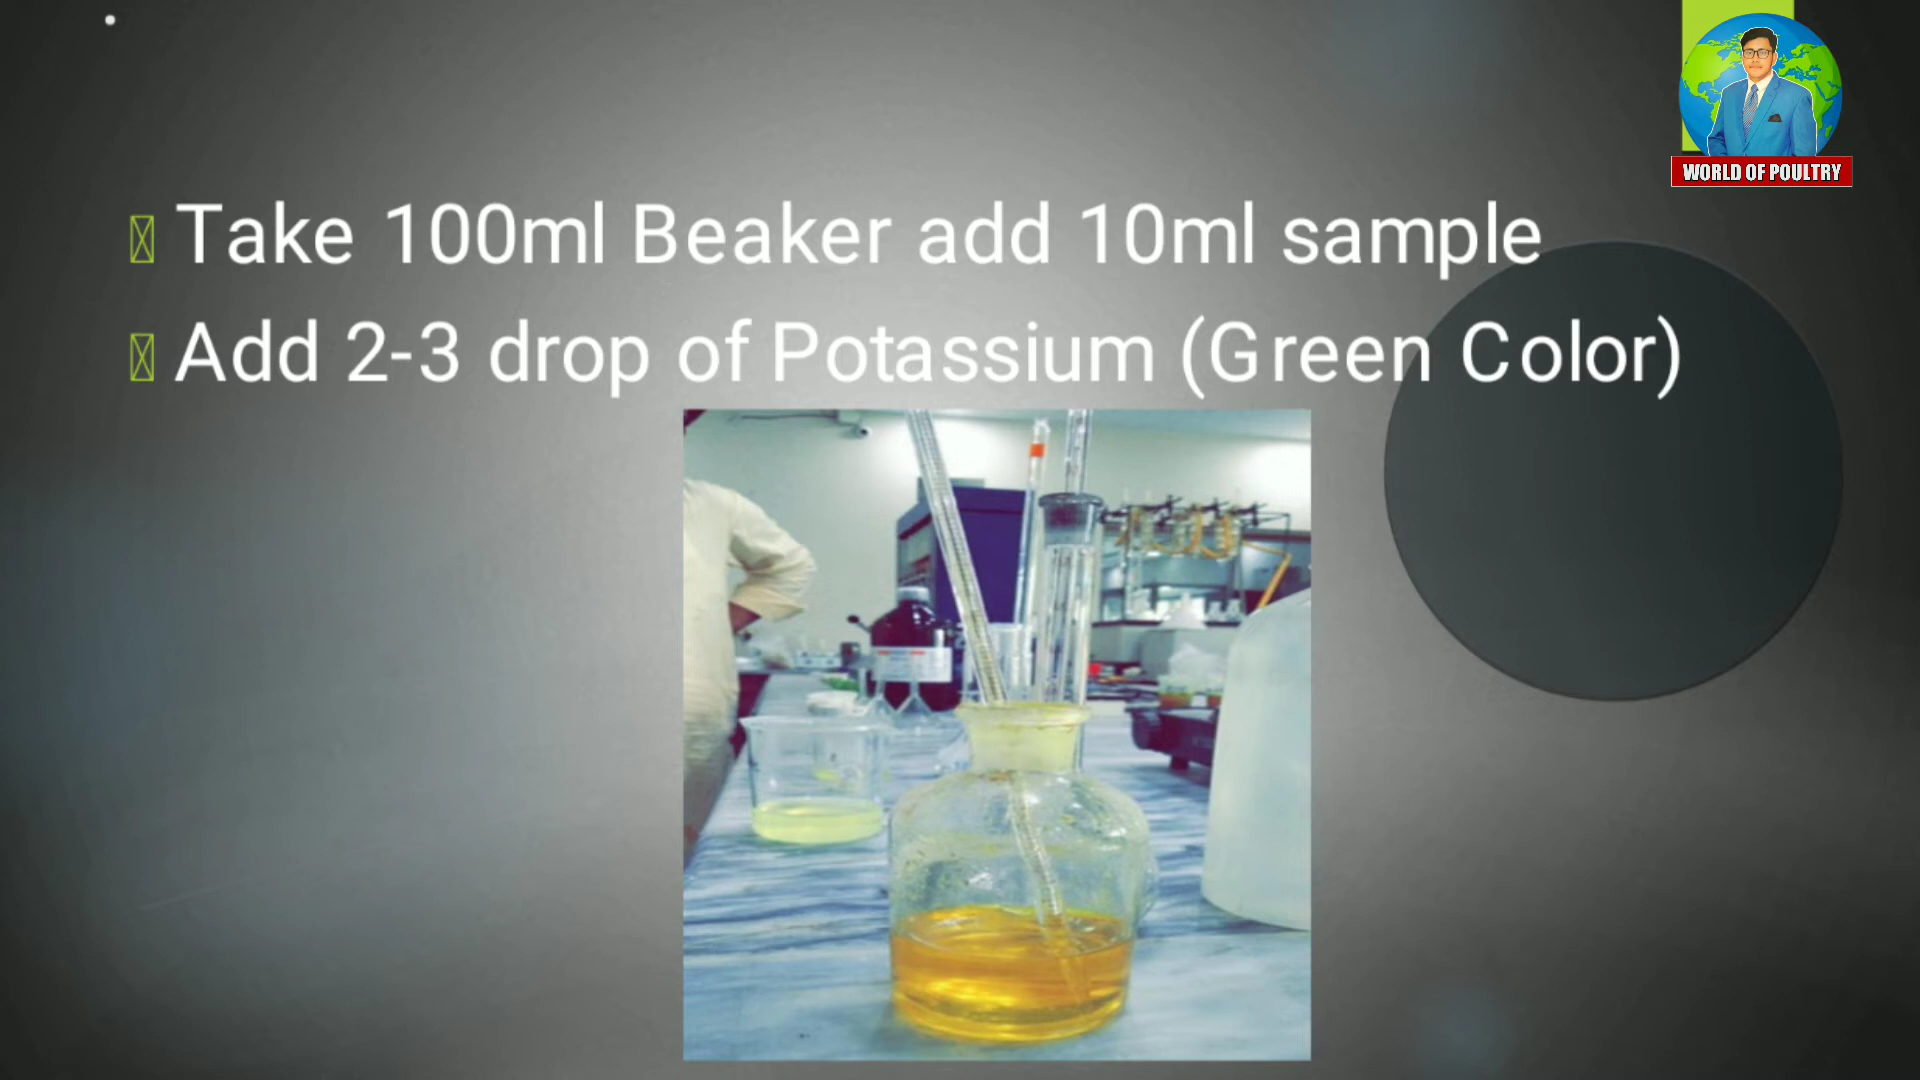 WORLD OF POULTRY
Take 100ml Beaker add 10ml sample
Add 2-3 drop of Potassium (Green Color)